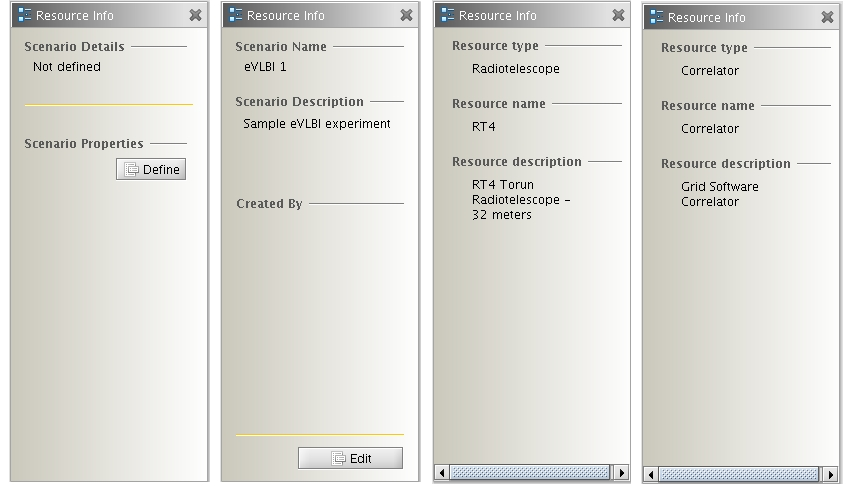 Resource Info
Scenario Details
Not defined
Scenario Properties
Define
Resource Info
Scenario Name
eVLBI 1
Scenario Description
Sample eVLBI experiment
Created By
Edit
Resource Info
Resource type
Radiotelescope
Resource name
RT4
Resource description
RT4 Torun
Radiotelescope -
32 meters
Resource Info
Resource type
Correlator
Resource name
Correlator
Resource description
Grid Software
Correlator